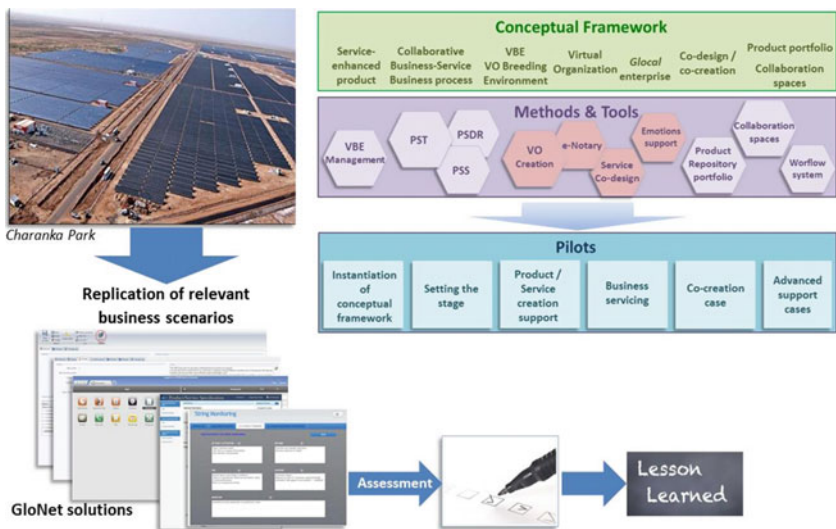 Conceptual Framework
Service-
enhanced
product
Collaborative
Business-Service
Business process
VBE
VO Breeding
Environment
Virtual
Organization
Glocal
enterprise
Co-design /
co-creation
Product portfolio
Collaboration
spaces
Methods & Tools
VBE
Management
PST
PSDR
PSS
VO
Creation
e-Notary
Service
Co-design
Emotions
support
Product
Repository
portfolio
Collaboration
spaces
Worflow
system
Pilots
Instantiation
of
conceptual
framework
Setting the
stage
Product /
Service
creation
support
Business
servicing
Co-creation
case
Advanced
support
cases
Charanka Park
Replication of relevant
business scenarios
String Monitoring
GloNet solutions
Assessment
Lesson
Learned